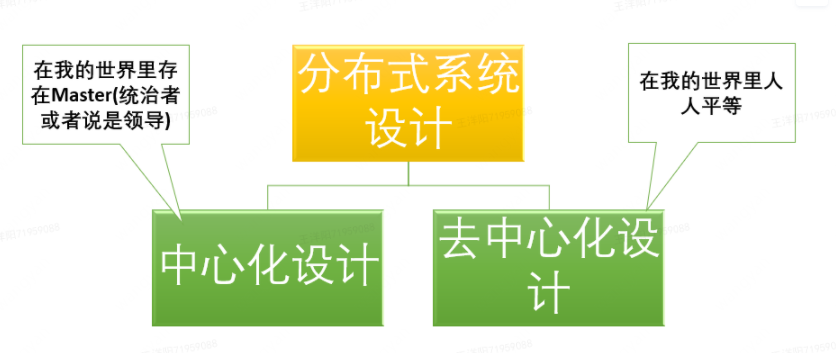 分布式系统
设计
在我的世界里存
在Master(统治者
或者说是领导)
在我的世界里人
人平等
中心化设计
去中心化设
计